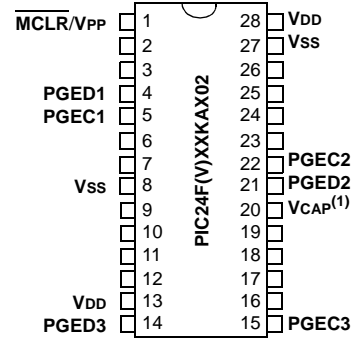 MCLR/VPP 1 28 VDD
2 27 VSS
3 26
PGED1 4 25
PGEC1 5 24
6 23
7 22 PGEC2
VSS 8 21 PGED2
9 20 VCAP(1)
10 19
11 18
12 17
VDD 13 16
PGED3 14 15 PGEC3
PIC24F(V)XXKAX02